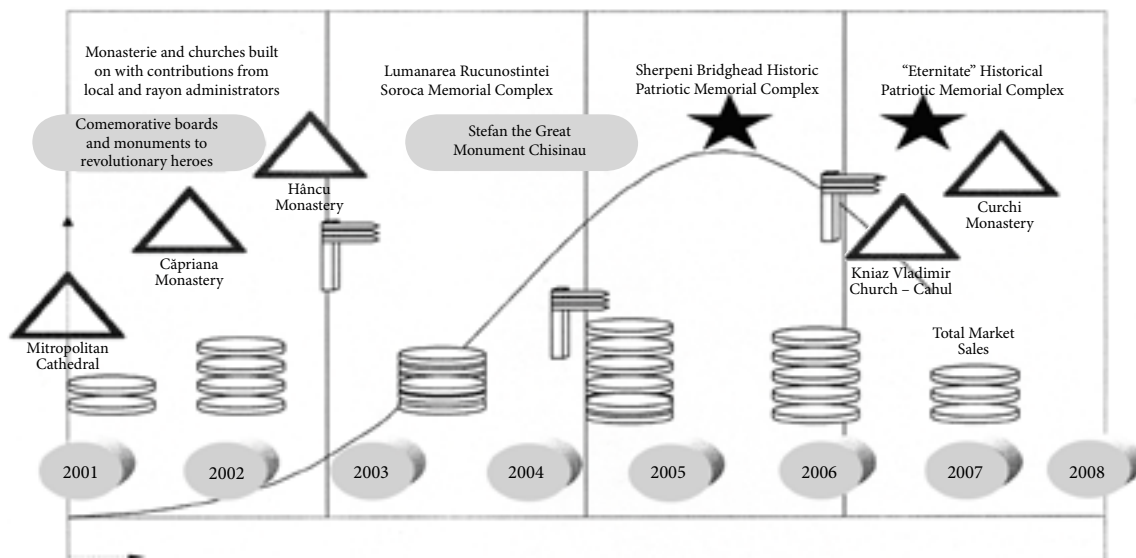 Monasterie and churches built
on with contributions from
local and rayon administrators
Comemorative boards
and monuments to
revolutionary heroes
Lumanarea Rucunostintei
Soroca Memorial Complex
Stefan the Great
Monument Chisinau
Sherpeni Bridghead Historic
Patriotic Memorial Complex
“Eternitate” Historical
Patriotic Memorial Complex
Hâncu
Monastery
Căpriana
Monastery
Mitropolitan
Cathedral
Curchi
Monastery
Kniaz Vladimir
Church – Cahul
Total Market
Sales
2001
2002
2003
2004
2005
2006
2007
2008